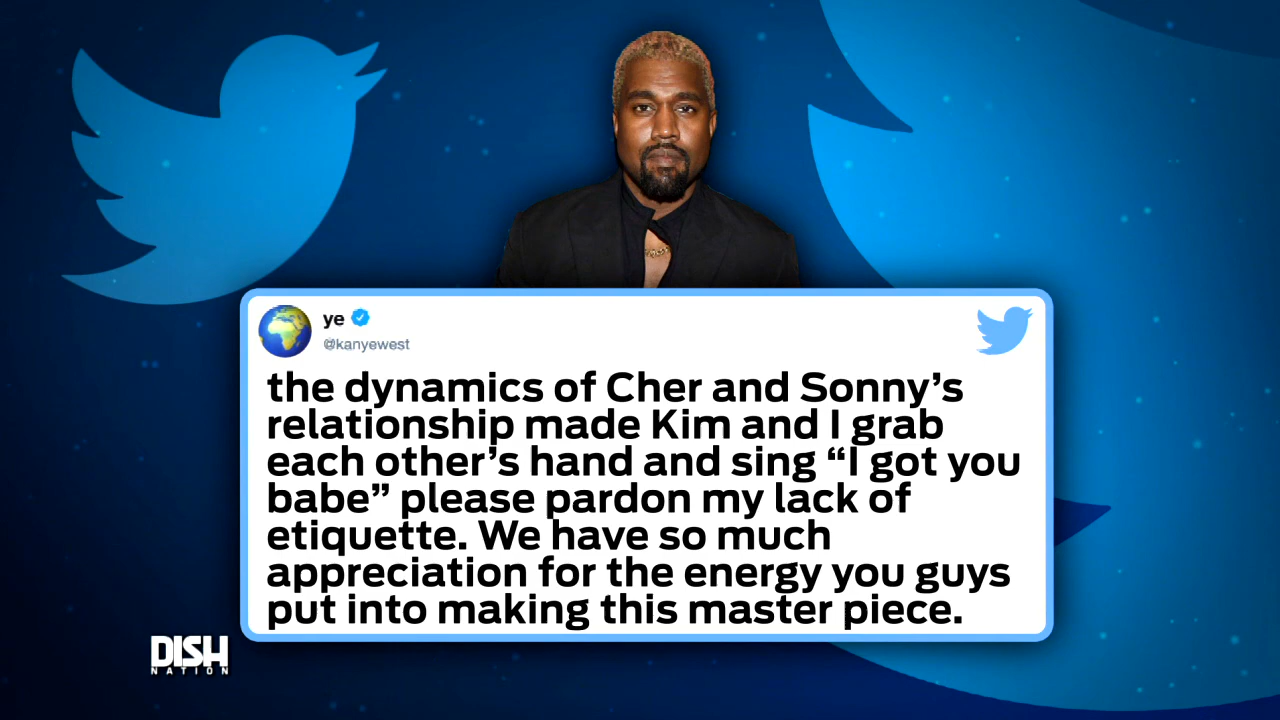 ye
@kanyewest
the dynamics of Cher and Sonny’s
relationship made Kim and I grab
each other’s hand and sing “I got you
babe” please pardon my lack of
etiquette. We have so much
appreciation for the energy you guys
put into making this master piece.
DISH
NATION